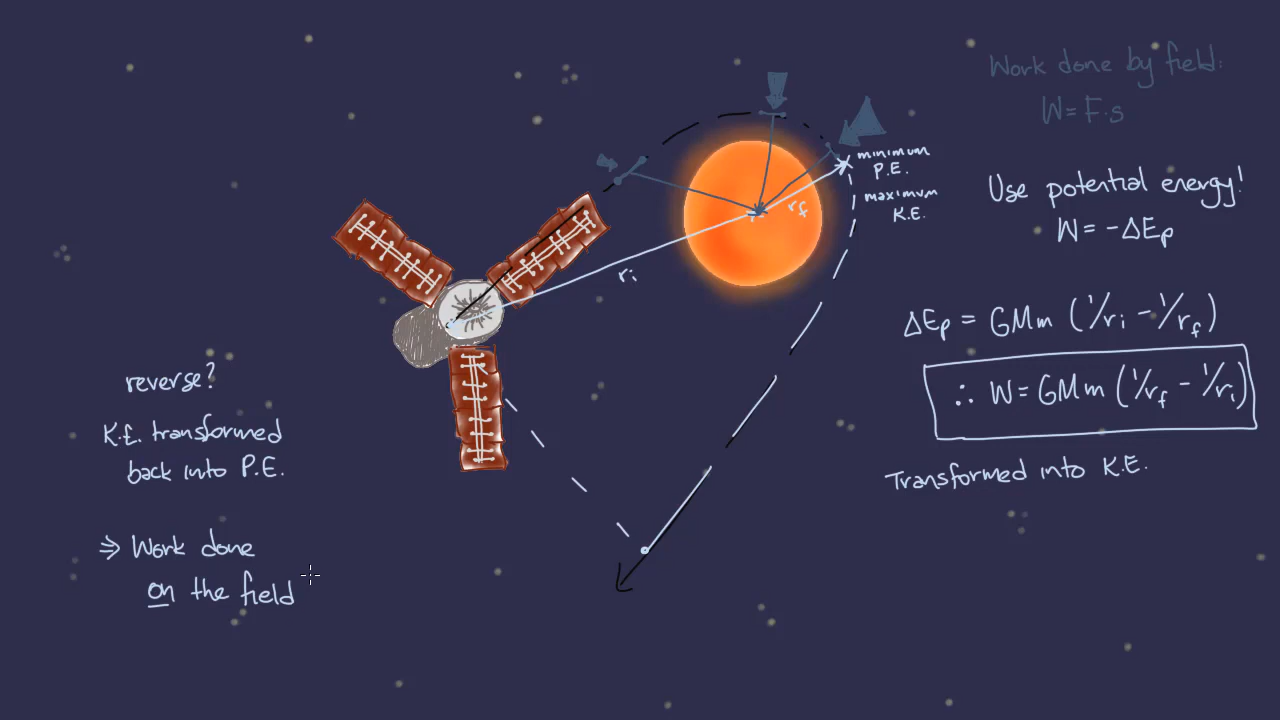 Work done by field:
W= F.s
minimum
P.E.
maximum
K.E.
rf
ri
Use potential energy!
W= -ΔEp
ΔEp = GMm (1/ri - 1/rf)
∴ W= GMm (1/rf - 1/ri)
Transformed into K.E.
reverse?
K.E. transformed
back into P.E.
⇒ Work done
on the field